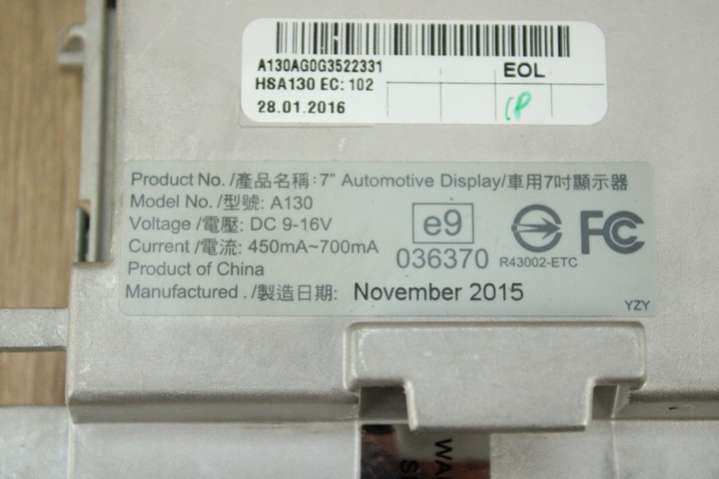 A130AG0G3522331
HSA130 EC: 102
28.01.2016
EOL
Product No. /產品名稱: 7" Automotive Display/車用7吋顯示器
Model No. /型號: A130
Voltage /電壓: DC 9-16V
Current /電流: 450mA~700mA
Product of China
Manufactured . /製造日期: November 2015
e9
036370
R43002-ETC
FC
YZY